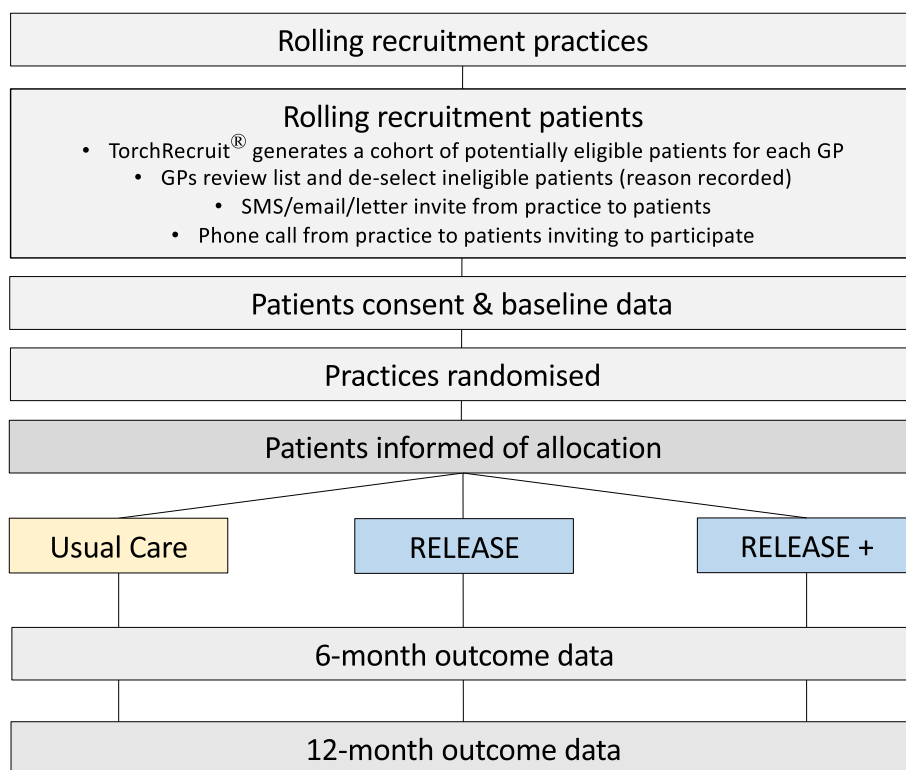 Rolling recruitment practices
Rolling recruitment patients
• TorchRecruit® generates a cohort of potentially eligible patients for each GP
• GPs review list and de-select ineligible patients (reason recorded)
• SMS/email/letter invite from practice to patients
• Phone call from practice to patients inviting to participate
Patients consent & baseline data
Practices randomised
Patients informed of allocation
Usual Care
RELEASE
RELEASE +
6-month outcome data
12-month outcome data